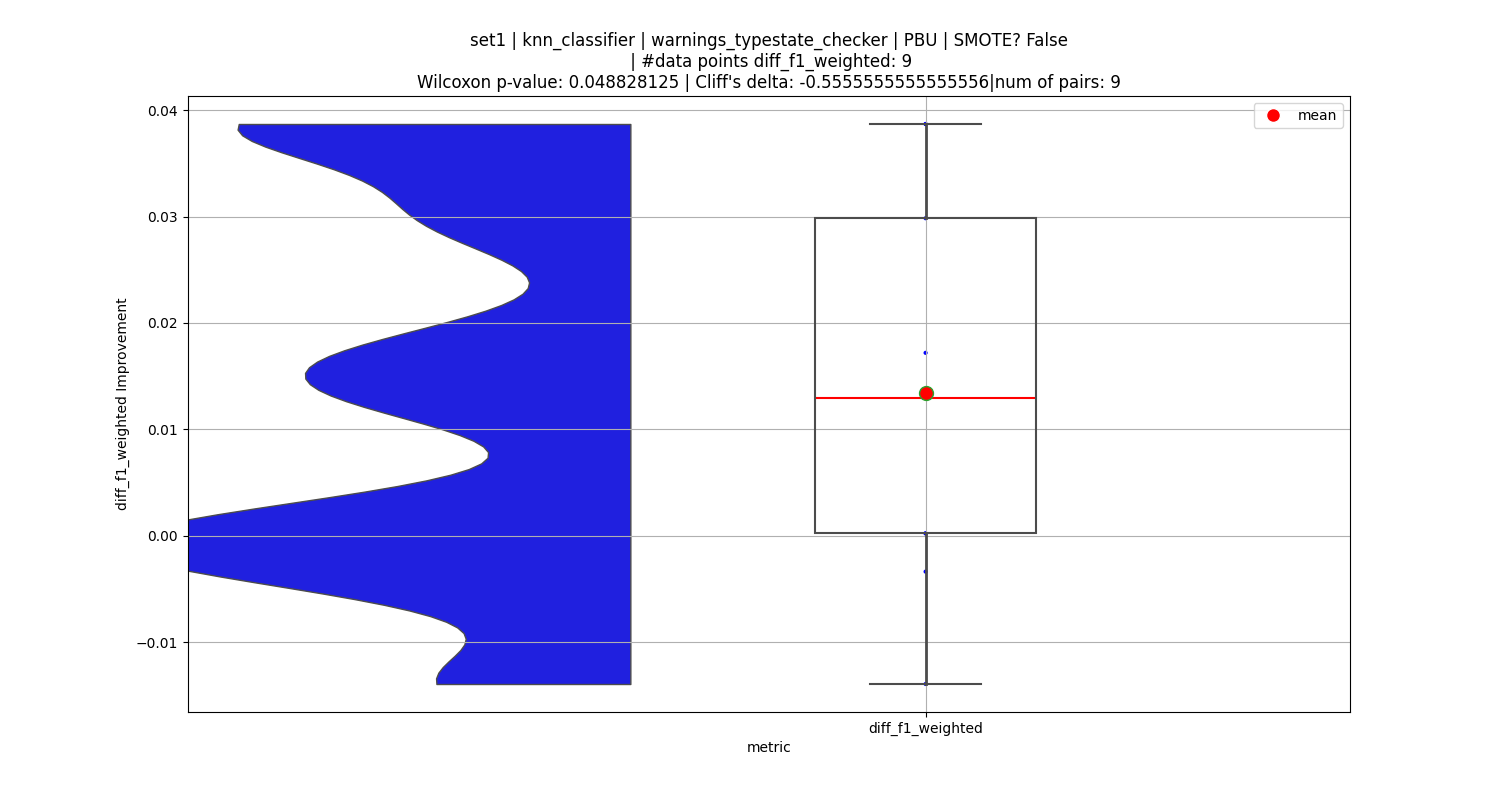 set1 | knn_classifier | warnings_typestate_checker | PBU | SMOTE? False
| #data points diff_f1_weighted: 9
Wilcoxon p-value: 0.048828125 | Cliff's delta: -0.5555555555555556|num of pairs: 9
mean
0.04
0.03
0.02
0.01
0.00
−0.01
diff_f1_weighted Improvement
diff_f1_weighted
metric